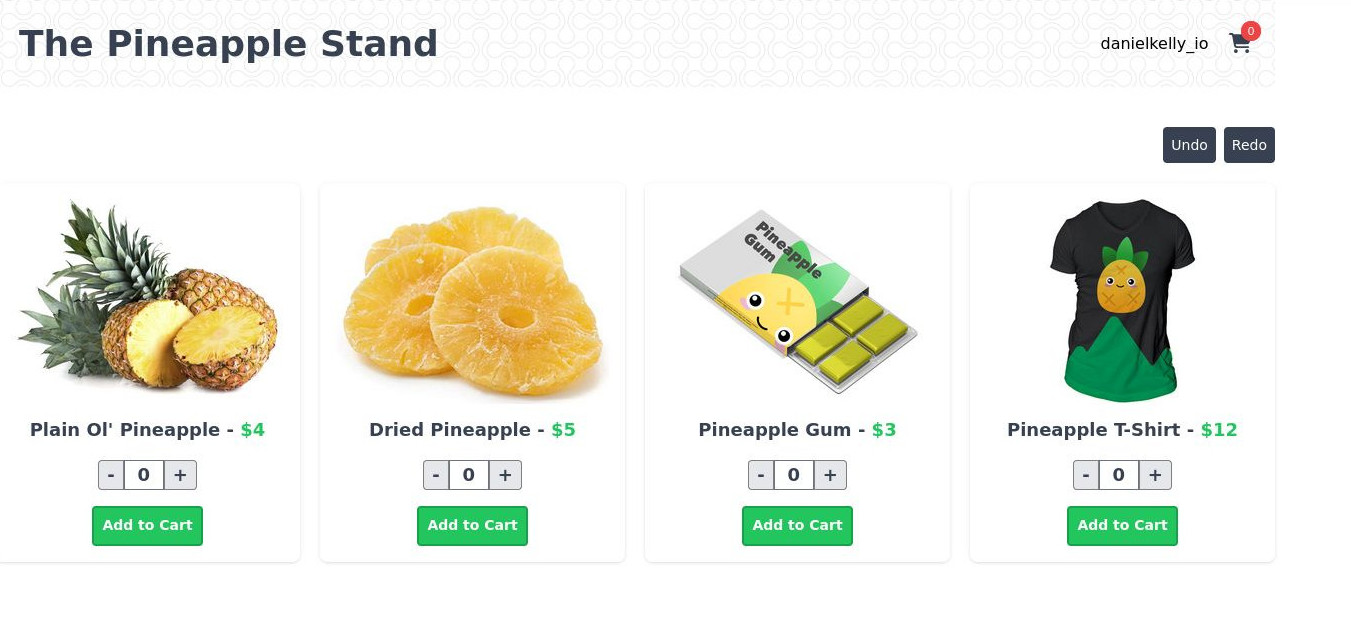 The Pineapple Stand
danielkelly_io
0
Undo
Redo
Pineapple
Gum
Plain Ol' Pineapple - $4
Dried Pineapple - $5
Pineapple Gum - $3
Pineapple T-Shirt - $12
- 0 +
- 0 +
- 0 +
- 0 +
Add to Cart
Add to Cart
Add to Cart
Add to Cart